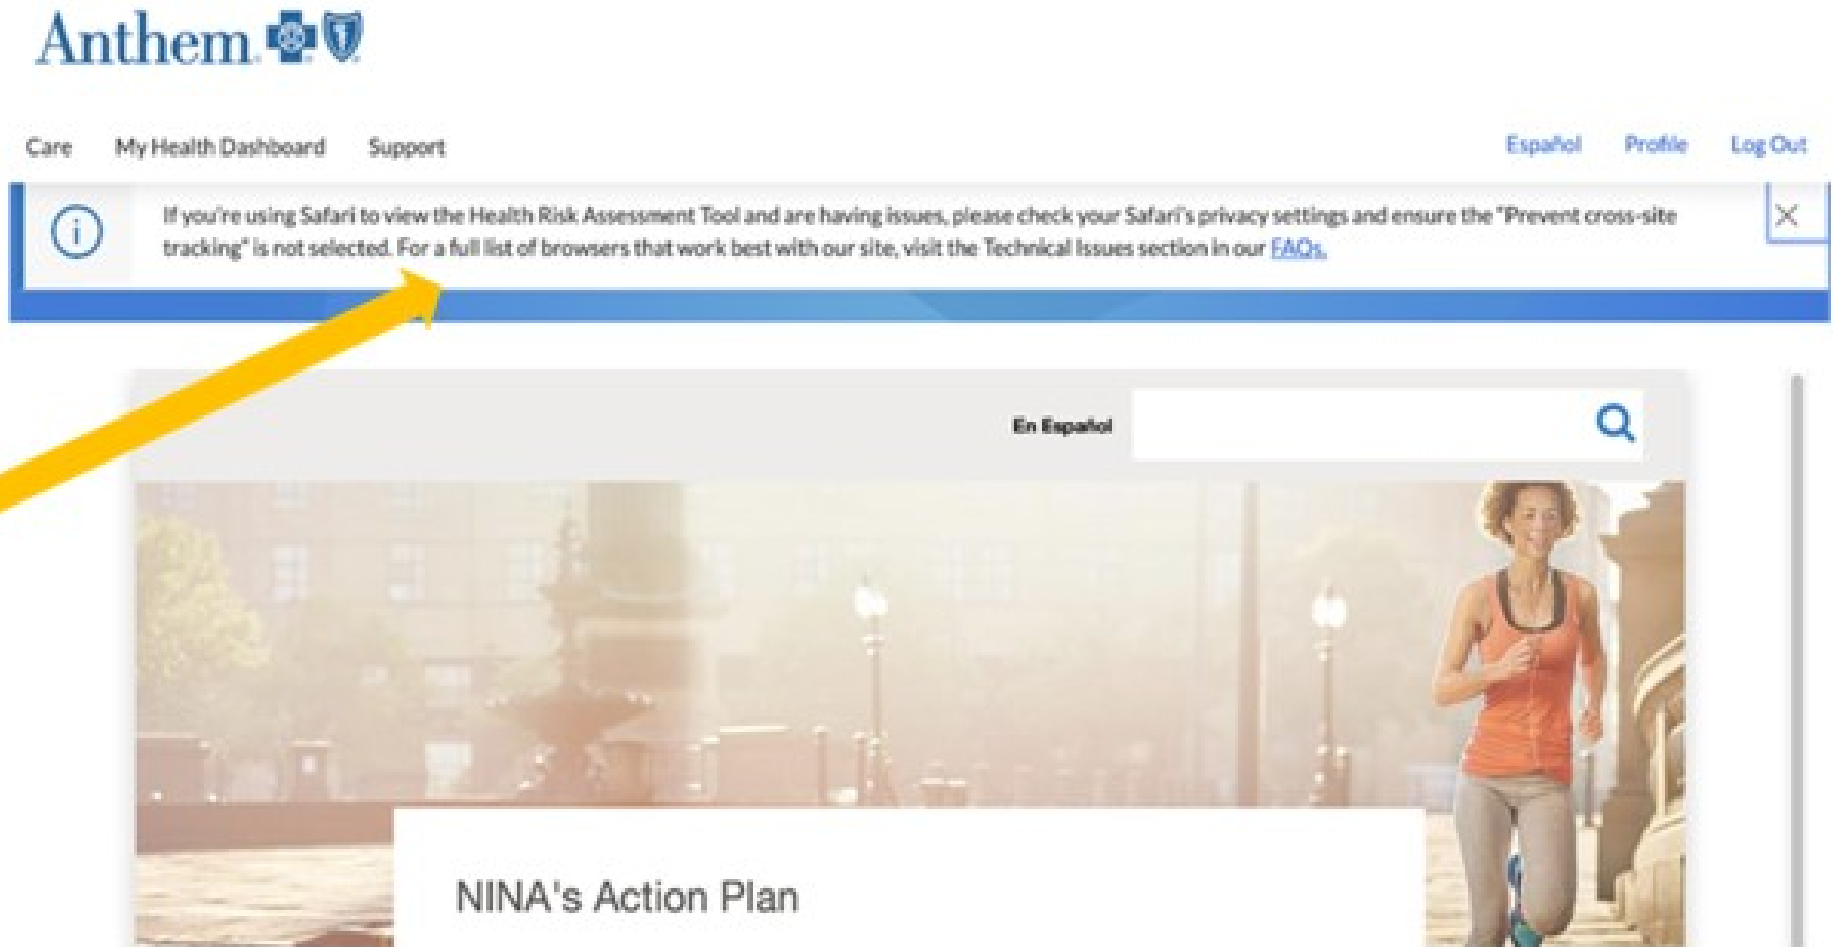 Anthem
Care My Health Dashboard Support
Español Profile Log Out
If you're using Safari to view the Health Risk Assessment Tool and are having issues, please check your Safari's privacy settings and ensure the "Prevent cross-site
tracking" is not selected. For a full list of browsers that work best with our site, visit the Technical Issues section in our FAQs.
En Español
NINA's Action Plan